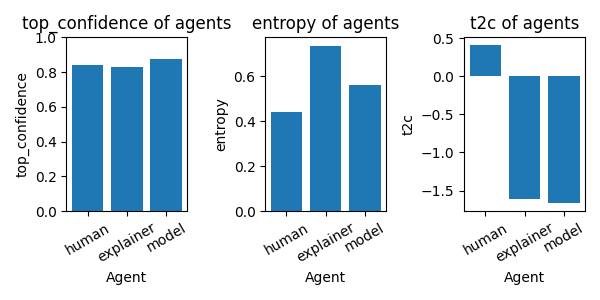 top_confidence of agents
top_confidence
1.0
0.8
0.6
0.4
0.2
0.0
human
explainer
model
Agent
entropy of agents
entropy
0.6
0.4
0.2
0.0
human
explainer
model
Agent
t2c of agents
t2c
0.5
0.0
−0.5
−1.0
−1.5
human
explainer
model
Agent